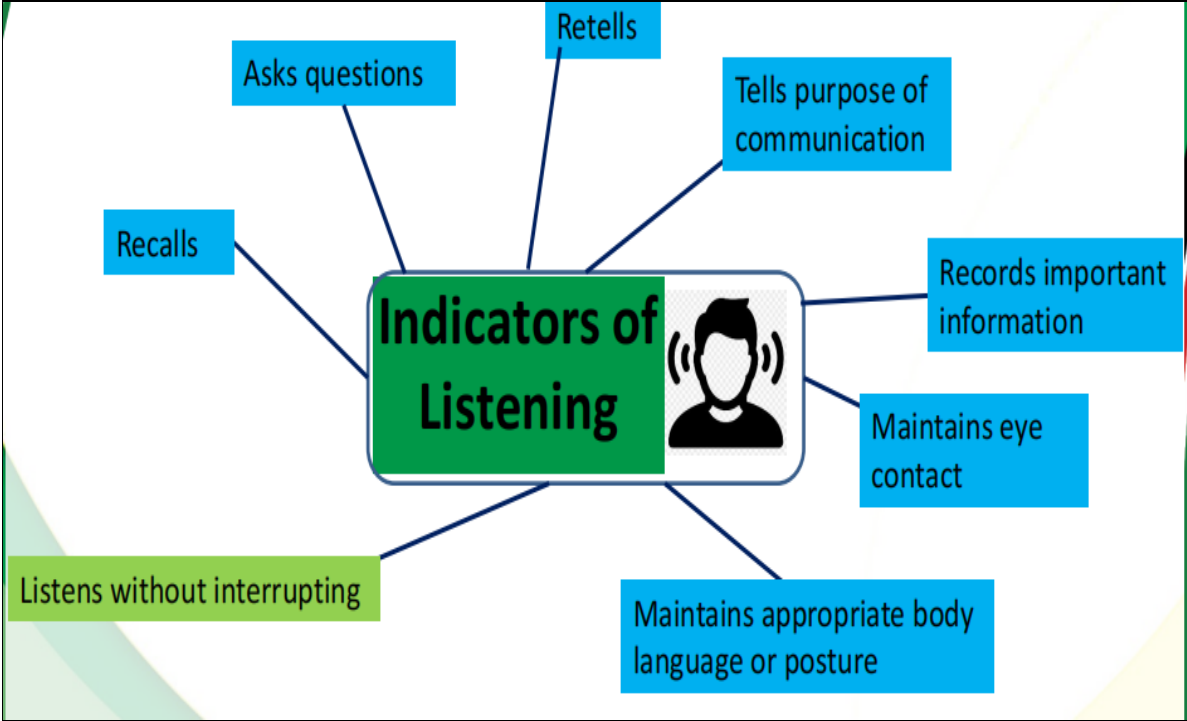 Retells
Asks questions
Tells purpose of
communication
Recalls
Records important
information
Indicators of
Listening
Maintains eye
contact
Listens without interrupting
Maintains appropriate body
language or posture